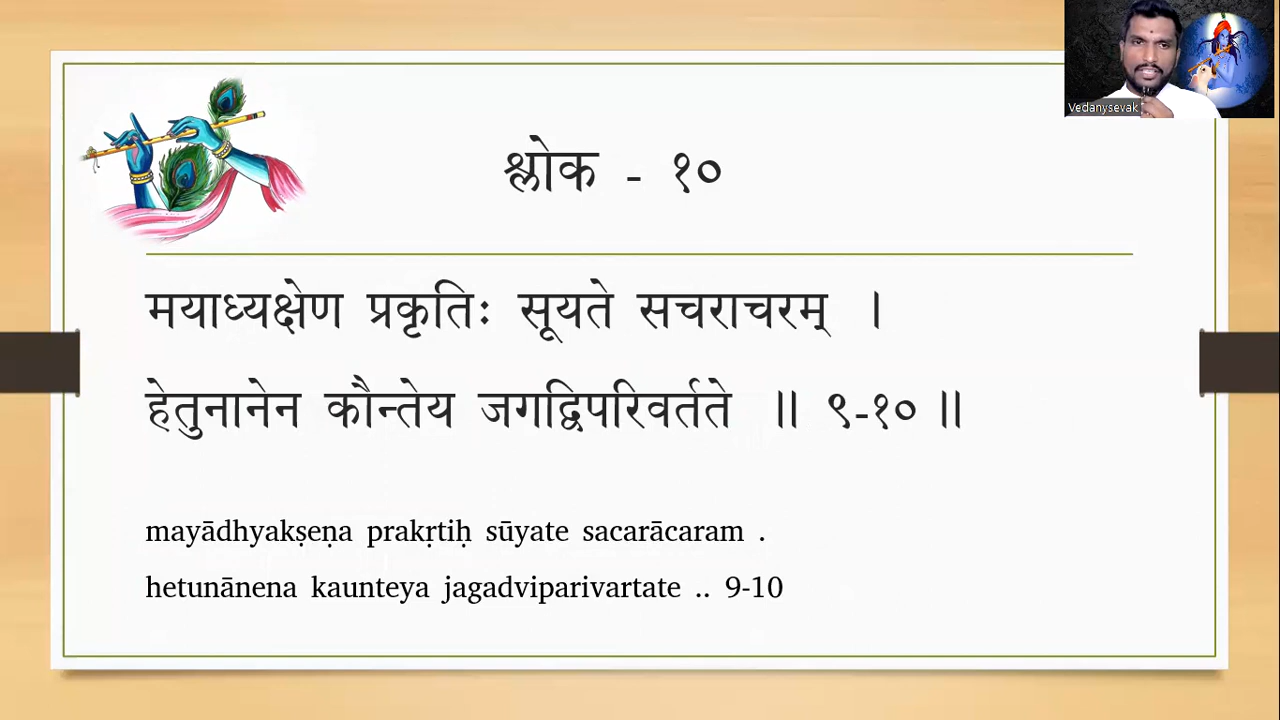 Vedanysevak
श्लोक - १०
मयाध्यक्षेण प्रकृतिः सूयते सचराचरम् ।
हेतुनानेन कौन्तेय जगद्विपरिवर्तते ॥ ९-१० ॥
mayādhyakṣeṇa prakṛtiḥ sūyate sacarācaram .
hetunānena kaunteya jagadviparivartate .. 9-10